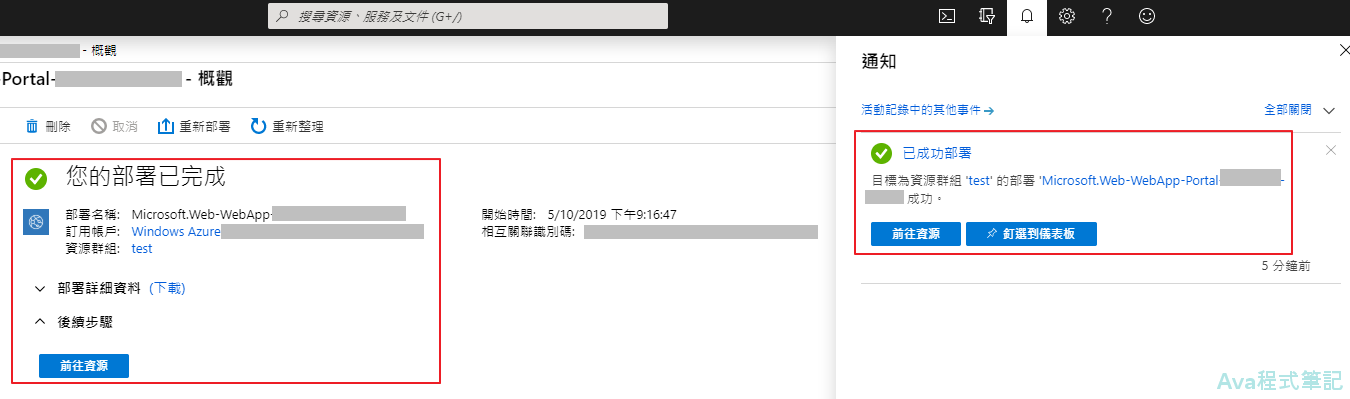 搜尋資源、服務及文件 (G+/)
- 概觀
-Portal- - 概觀
刪除 取消 重新部署 重新整理
您的部署已完成
部署名稱: Microsoft.Web-WebApp-
訂用帳戶: Windows Azure
資源群組: test
開始時間: 5/10/2019 下午9:16:47
相互關聯識別碼:
部署詳細資料 (下載)
後續步驟
前往資源
通知
活動記錄中的其他事件
全部關閉
已成功部署
目標為資源群組 'test' 的部署 'Microsoft.Web-WebApp-Portal- -
成功。
前往資源 釘選到儀表板
5 分鐘前
Ava程式筆記